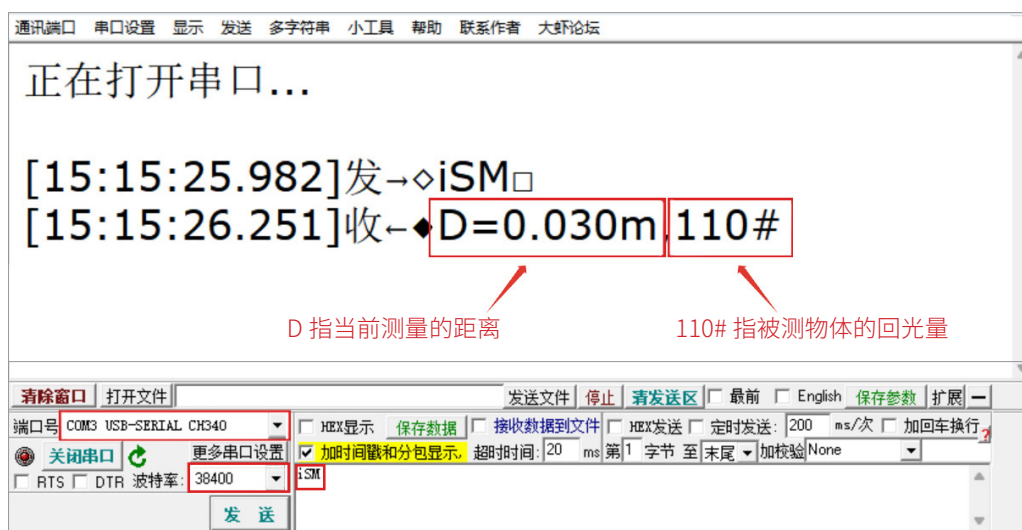 通讯端口 串口设置 显示 发送 多字符串 小工具 帮助 联系作者 大虾论坛
正在打开串口...
[15:15:25.982]发→◇iSM□
[15:15:26.251]收←◆D=0.030m,110#
D 指当前测量的距离 110# 指被测物体的回光量
清除窗口 打开文件 发送文件 停止 清发送区 最前 English 保存参数 扩展 —
端口号 COM3 USB-SERIAL CH340 HEX显示 保存数据 接收数据到文件 HEX发送 定时发送: 200 ms/次 加回车换行 ?
关闭串口 更多串口设置 加时间戳和分包显示, 超时时间: 20 ms 第1 字节 至 末尾 加校验 None
RTS DTR 波特率: 38400 iSM
发 送